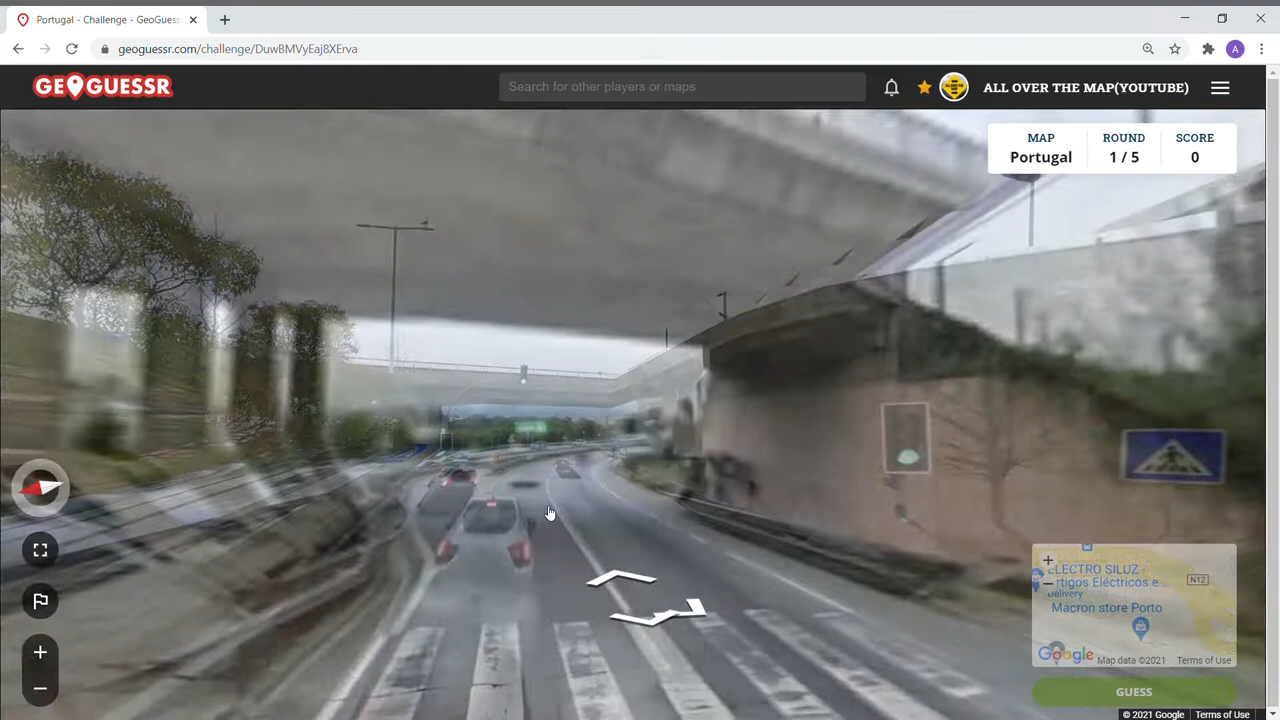 Portugal - Challenge - GeoGuess
geoguessr.com/challenge/DuwBMVyEaj8XErva
A
GEOGUESSR
Search for other players or maps
ALL OVER THE MAP(YOUTUBE)
MAP ROUND SCORE
Portugal 1 / 5 0
ELECTRO SILUZ -
rtigos Eléctricos e...
Delivery
N12
Macron store Porto
Google Map data ©2021 Terms of Use
GUESS
© 2021 Google Terms of Use